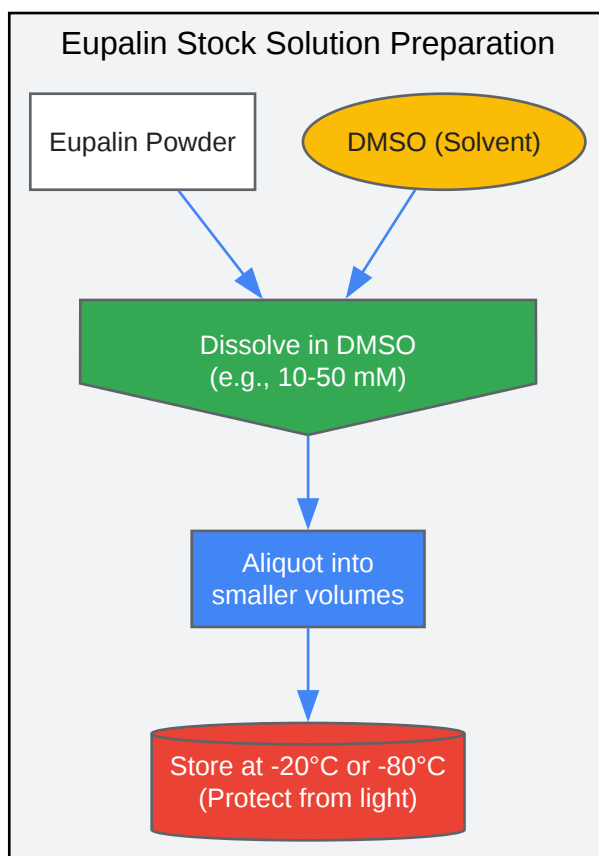 Eupalin Stock Solution Preparation
Eupalin Powder
DMSO (Solvent)
Dissolve in DMSO
(e.g., 10-50 mM)
Aliquot into
smaller volumes
Store at -20°C or -80°C
(Protect from light)